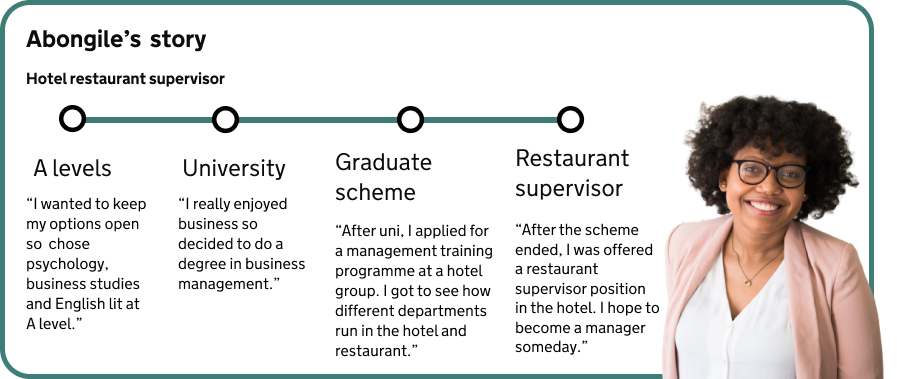 Abongile’s story
Hotel restaurant supervisor
A levels
“I wanted to keep
my options open
so chose
psychology,
business studies
and English lit at
A level.”
University
“I really enjoyed
business so
decided to do a
degree in business
management.”
Graduate
scheme
“After uni, I applied for
a management training
programme at a hotel
group. I got to see how
different departments
run in the hotel and
restaurant.”
Restaurant
supervisor
“After the scheme
ended, I was offered
a restaurant
supervisor position
in the hotel. I hope to
become a manager
someday.”